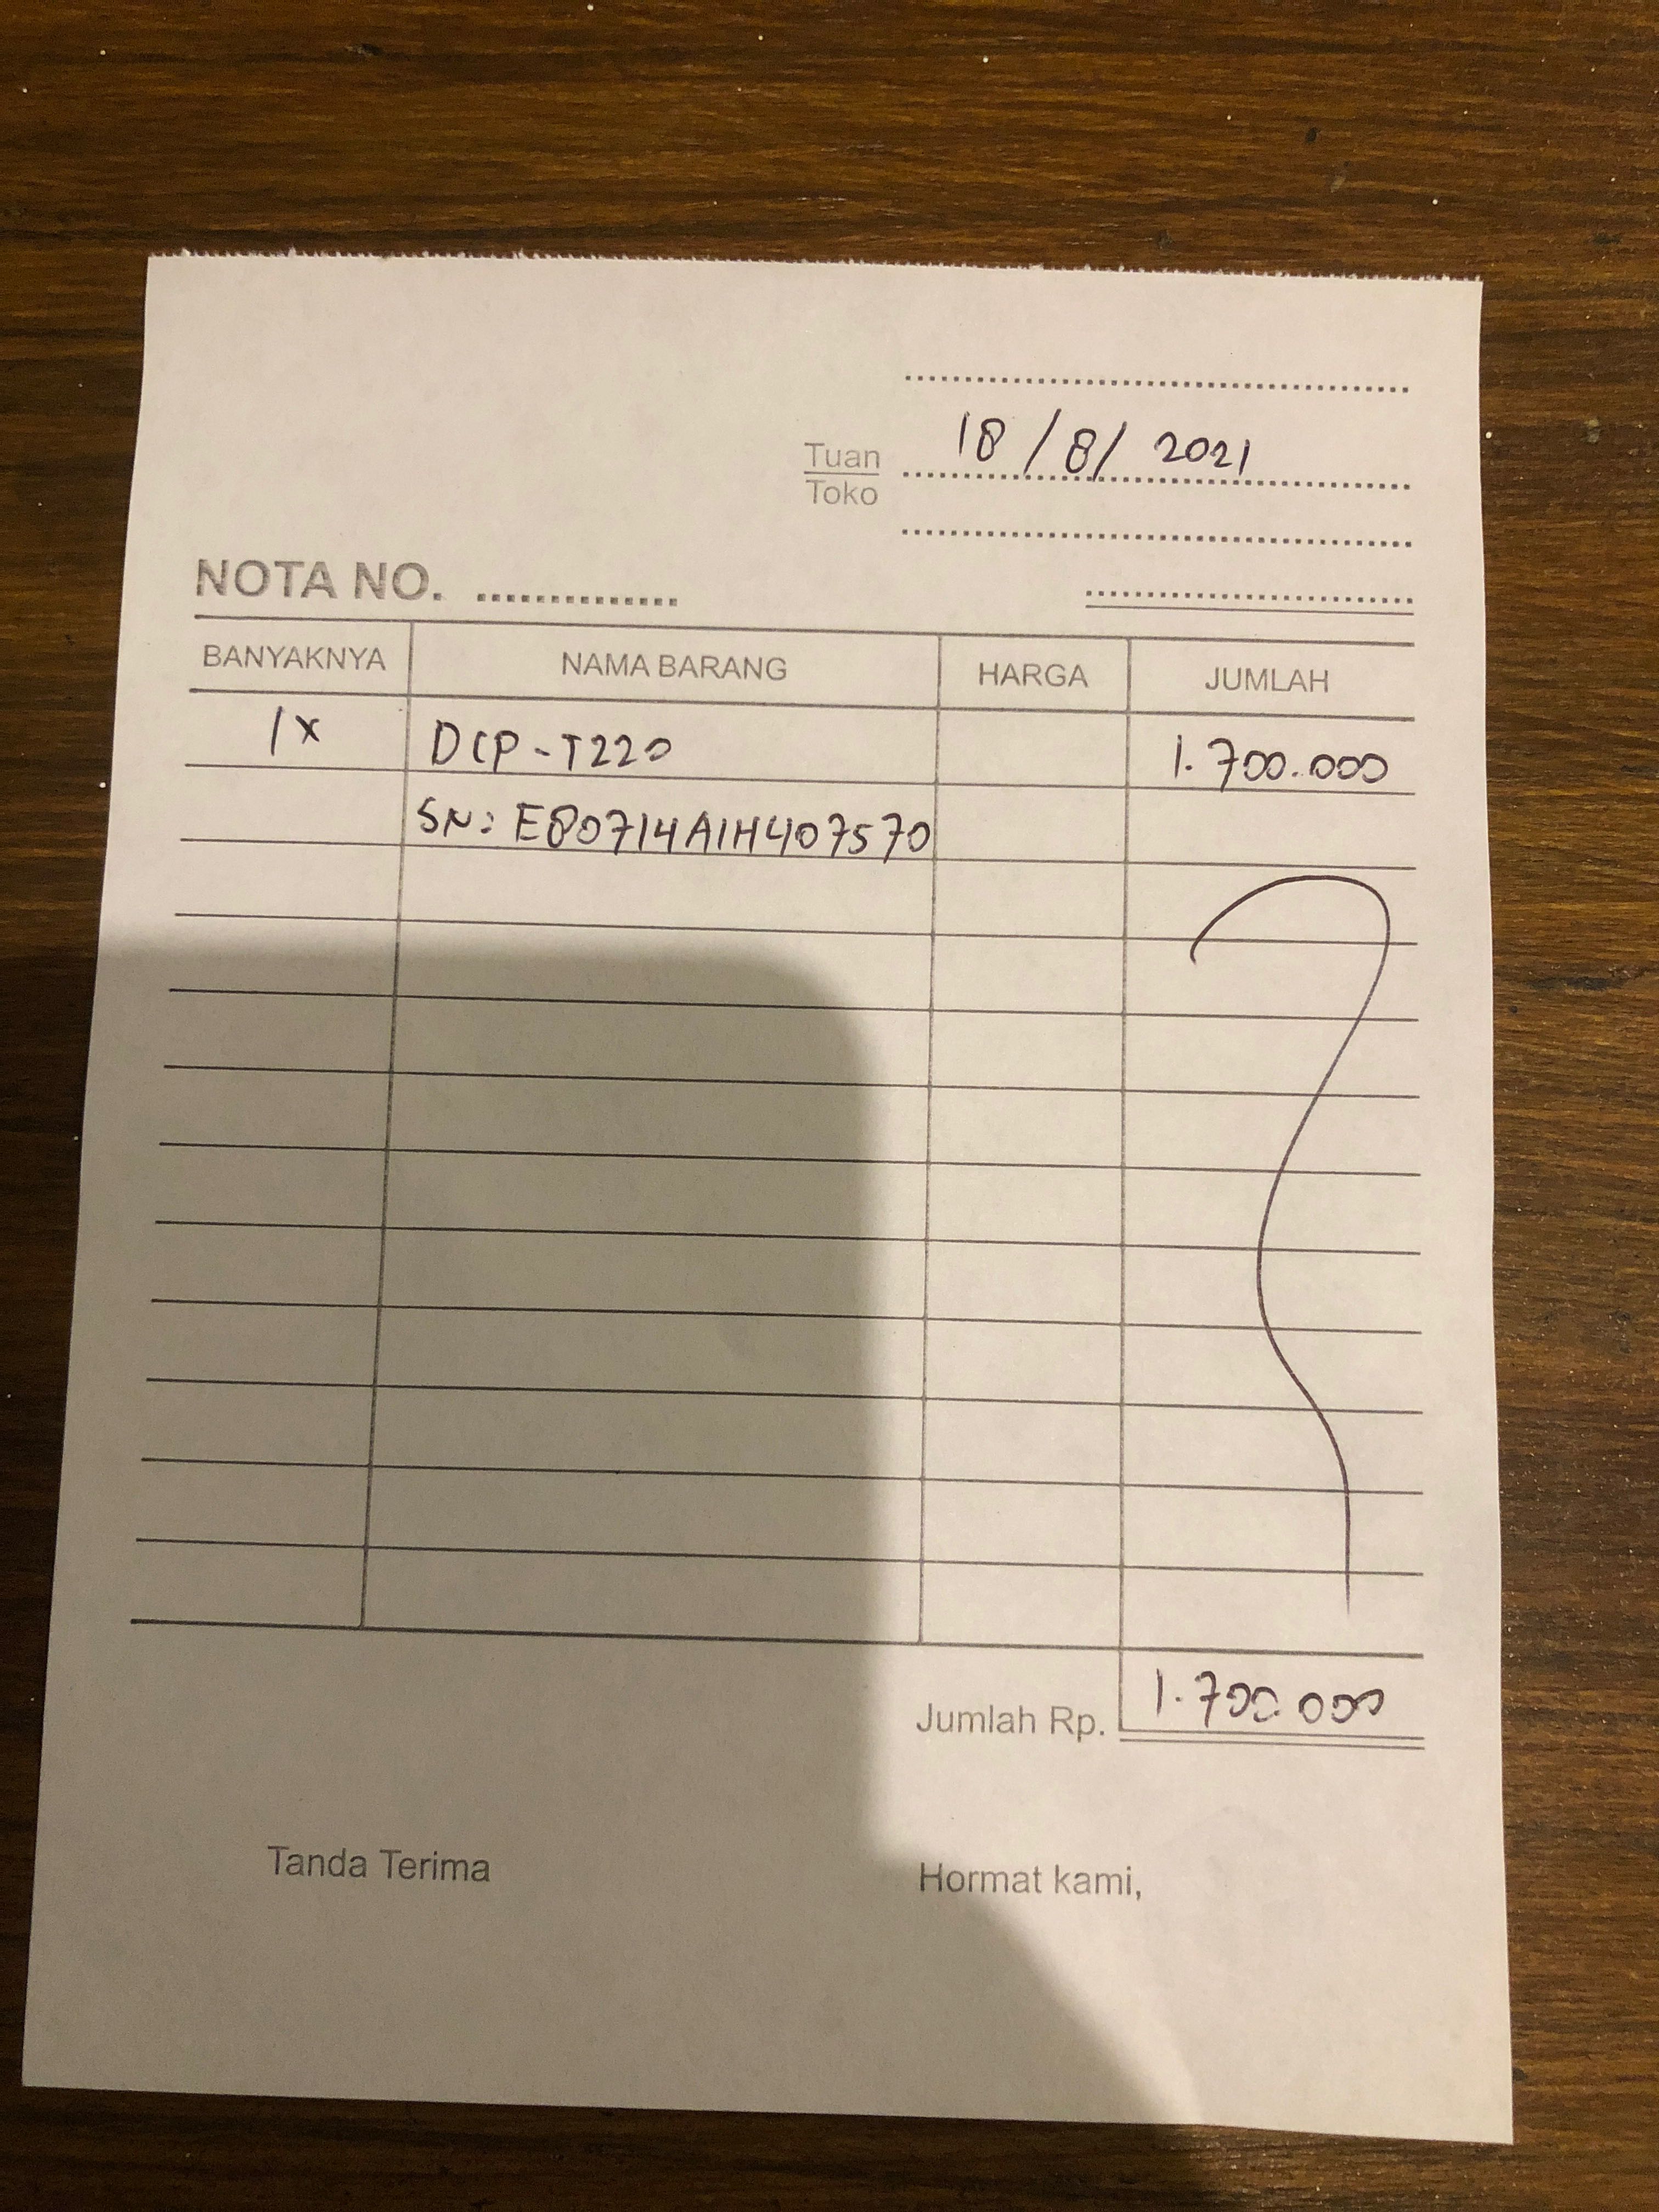 18/8/2021
Tuan
Toko
NOTA NO. ...............
BANYAKNYA NAMA BARANG HARGA JUMLAH
1x DCP-T220 1.700.000
SN: E80714A1H407570
Jumlah Rp. 1.700.000
Tanda Terima Hormat kami,